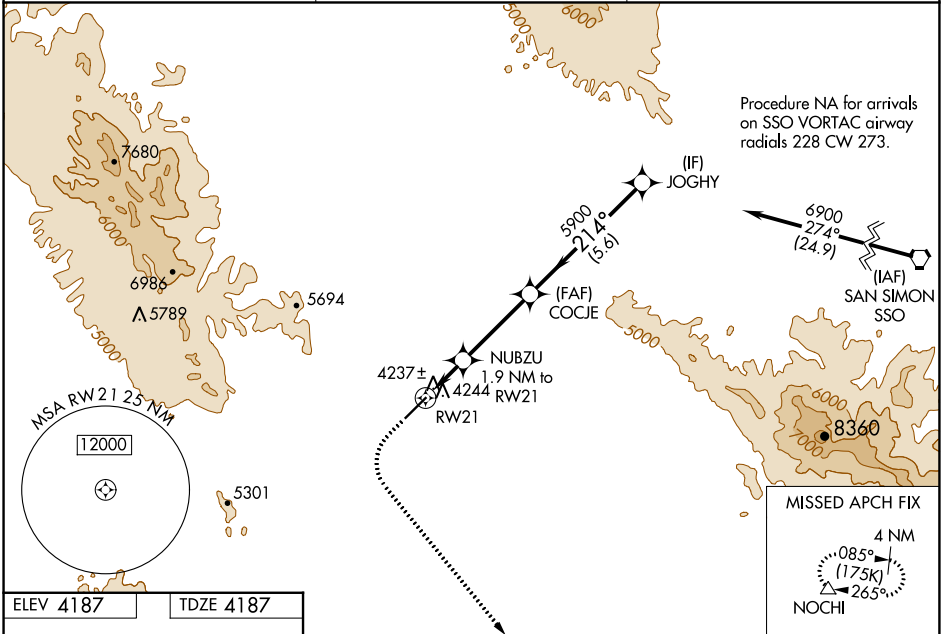 5000
5000
Procedure NA for arrivals
on SSO VORTAC airway
radials 228 CW 273.
7680
(IF)
JOGHY
6000
5900
214°
(5.6)
6900
274°
(24.9)
(IAF)
SAN SIMON
SSO
6986
5789
5694
5000
(FAF)
COCJE
5000
NUBZU
1.9 NM to
RW21
4237±
4244
RW21
6000
7000
8360
MSA RW21 25 NM
12000
5301
MISSED APCH FIX
4 NM
085°
(175K)
265°
NOCHI
ELEV 4187
TDZE 4187